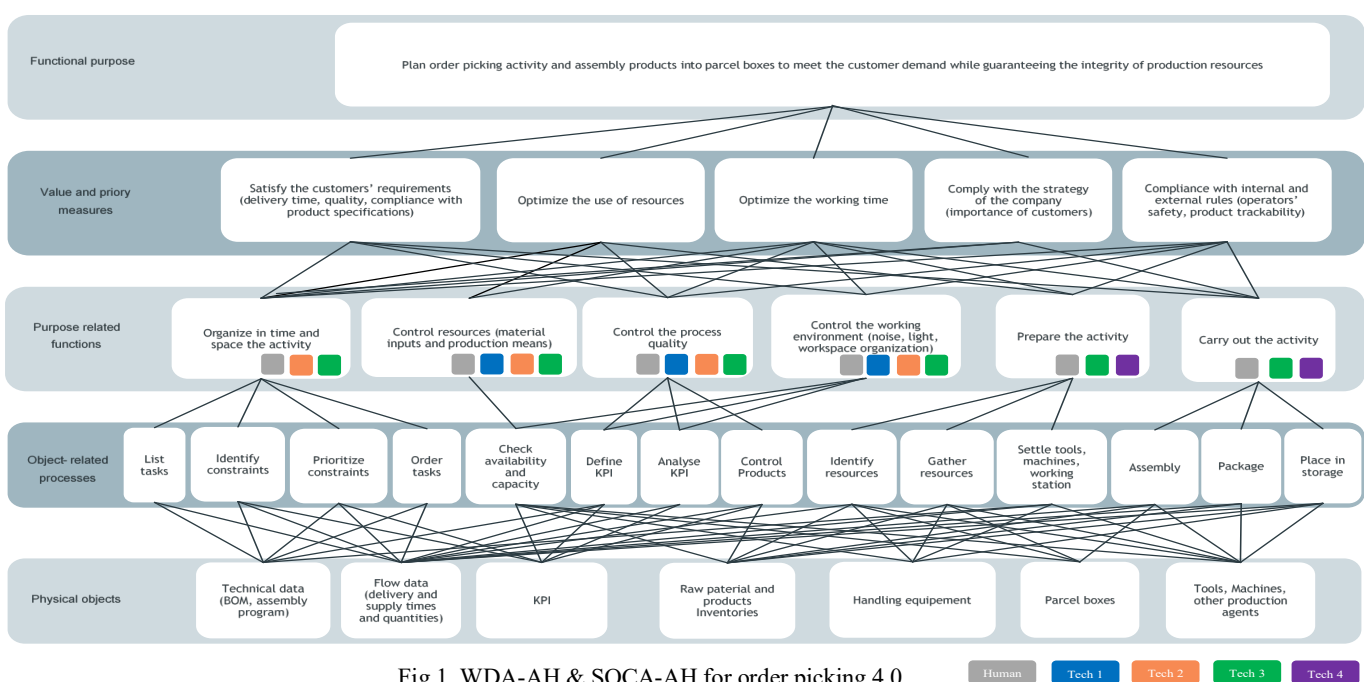 Functional purpose
Plan order picking activity and assembly products into parcel boxes to meet the customer demand while guaranteeing the integrity of production resources
Value and priory
measures
Satisfy the customers' requirements
(delivery time, quality, compliance with
product specifications)
Optimize the use of resources
Optimize the working time
Comply with the strategy
of the company
(importance of customers)
Compliance with internal and
external rules (operators'
safety, product trackability)
Purpose related
functions
Organize in time and
space the activity
Control resources (material
inputs and production means)
Control the process
quality
Control the working
environment (noise, light,
workspace organization)
Prepare the activity
Carry out the activity
Object- related
processes
List
tasks
Identify
constraints
Prioritize
constraints
Order
tasks
Check
availability
and
capacity
Define
KPI
Analyse
KPI
Control
Products
Identify
resources
Gather
resources
Settle tools,
machines,
working
station
Assembly
Package
Place in
storage
Physical objects
Technical data
(BOM, assembly
program)
Flow data
(delivery and
supply times
and quantities)
KPI
Raw paterial and
products
Inventories
Handling equipement
Parcel boxes
Tools, Machines,
other production
agents
Fig 1. WDA-AH & SOCA-AH for order picking 4.0
Human
Tech 1
Tech 2
Tech 3
Tech 4